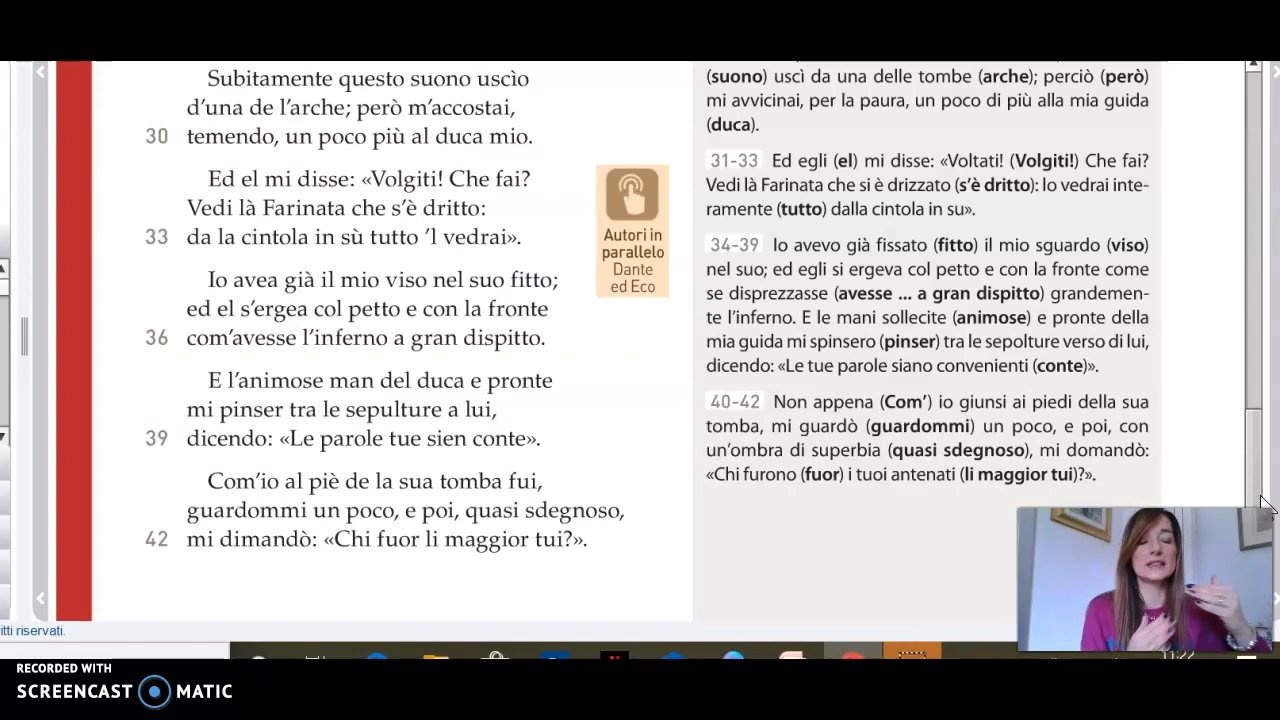 Subitamente questo suono uscìo
d'una de l'arche; però m'accostai,
30 temendo, un poco più al duca mio.
Ed el mi disse: «Volgiti! Che fai?
Vedi là Farinata che s'è dritto:
33 da la cintola in sù tutto 'l vedrai».
Io avea già il mio viso nel suo fitto;
ed el s'ergea col petto e con la fronte
36 com'avesse l'inferno a gran dispitto.
E l'animose man del duca e pronte
mi pinser tra le sepulture a lui,
39 dicendo: «Le parole tue sien conte».
Com'io al piè de la sua tomba fui,
guardommi un poco, e poi, quasi sdegnoso,
42 mi dimandò: «Chi fuor li maggior tui?».
Autori in
parallelo
Dante
ed Eco
(suono) uscì da una delle tombe (arche); perciò (però)
mi avvicinai, per la paura, un poco di più alla mia guida
(duca).
31-33 Ed egli (el) mi disse: «Voltati! (Volgiti!) Che fai?
Vedi là Farinata che si è drizzato (s'è dritto): lo vedrai inte-
ramente (tutto) dalla cintola in su».
34-39 Io avevo già fissato (fitto) il mio sguardo (viso)
nel suo; ed egli si ergeva col petto e con la fronte come
se disprezzasse (avesse ... a gran dispitto) grandemen-
te l'inferno. E le mani sollecite (animose) e pronte della
mia guida mi spinsero (pinser) tra le sepolture verso di lui,
dicendo: «Le tue parole siano convenienti (conte)».
40-42 Non appena (Com') io giunsi ai piedi della sua
tomba, mi guardò (guardommi) un poco, e poi, con
un'ombra di superbia (quasi sdegnoso), mi domandò:
«Chi furono (fuor) i tuoi antenati (li maggior tui)?».
itti riservati.
RECORDED WITH
SCREENCAST MATIC